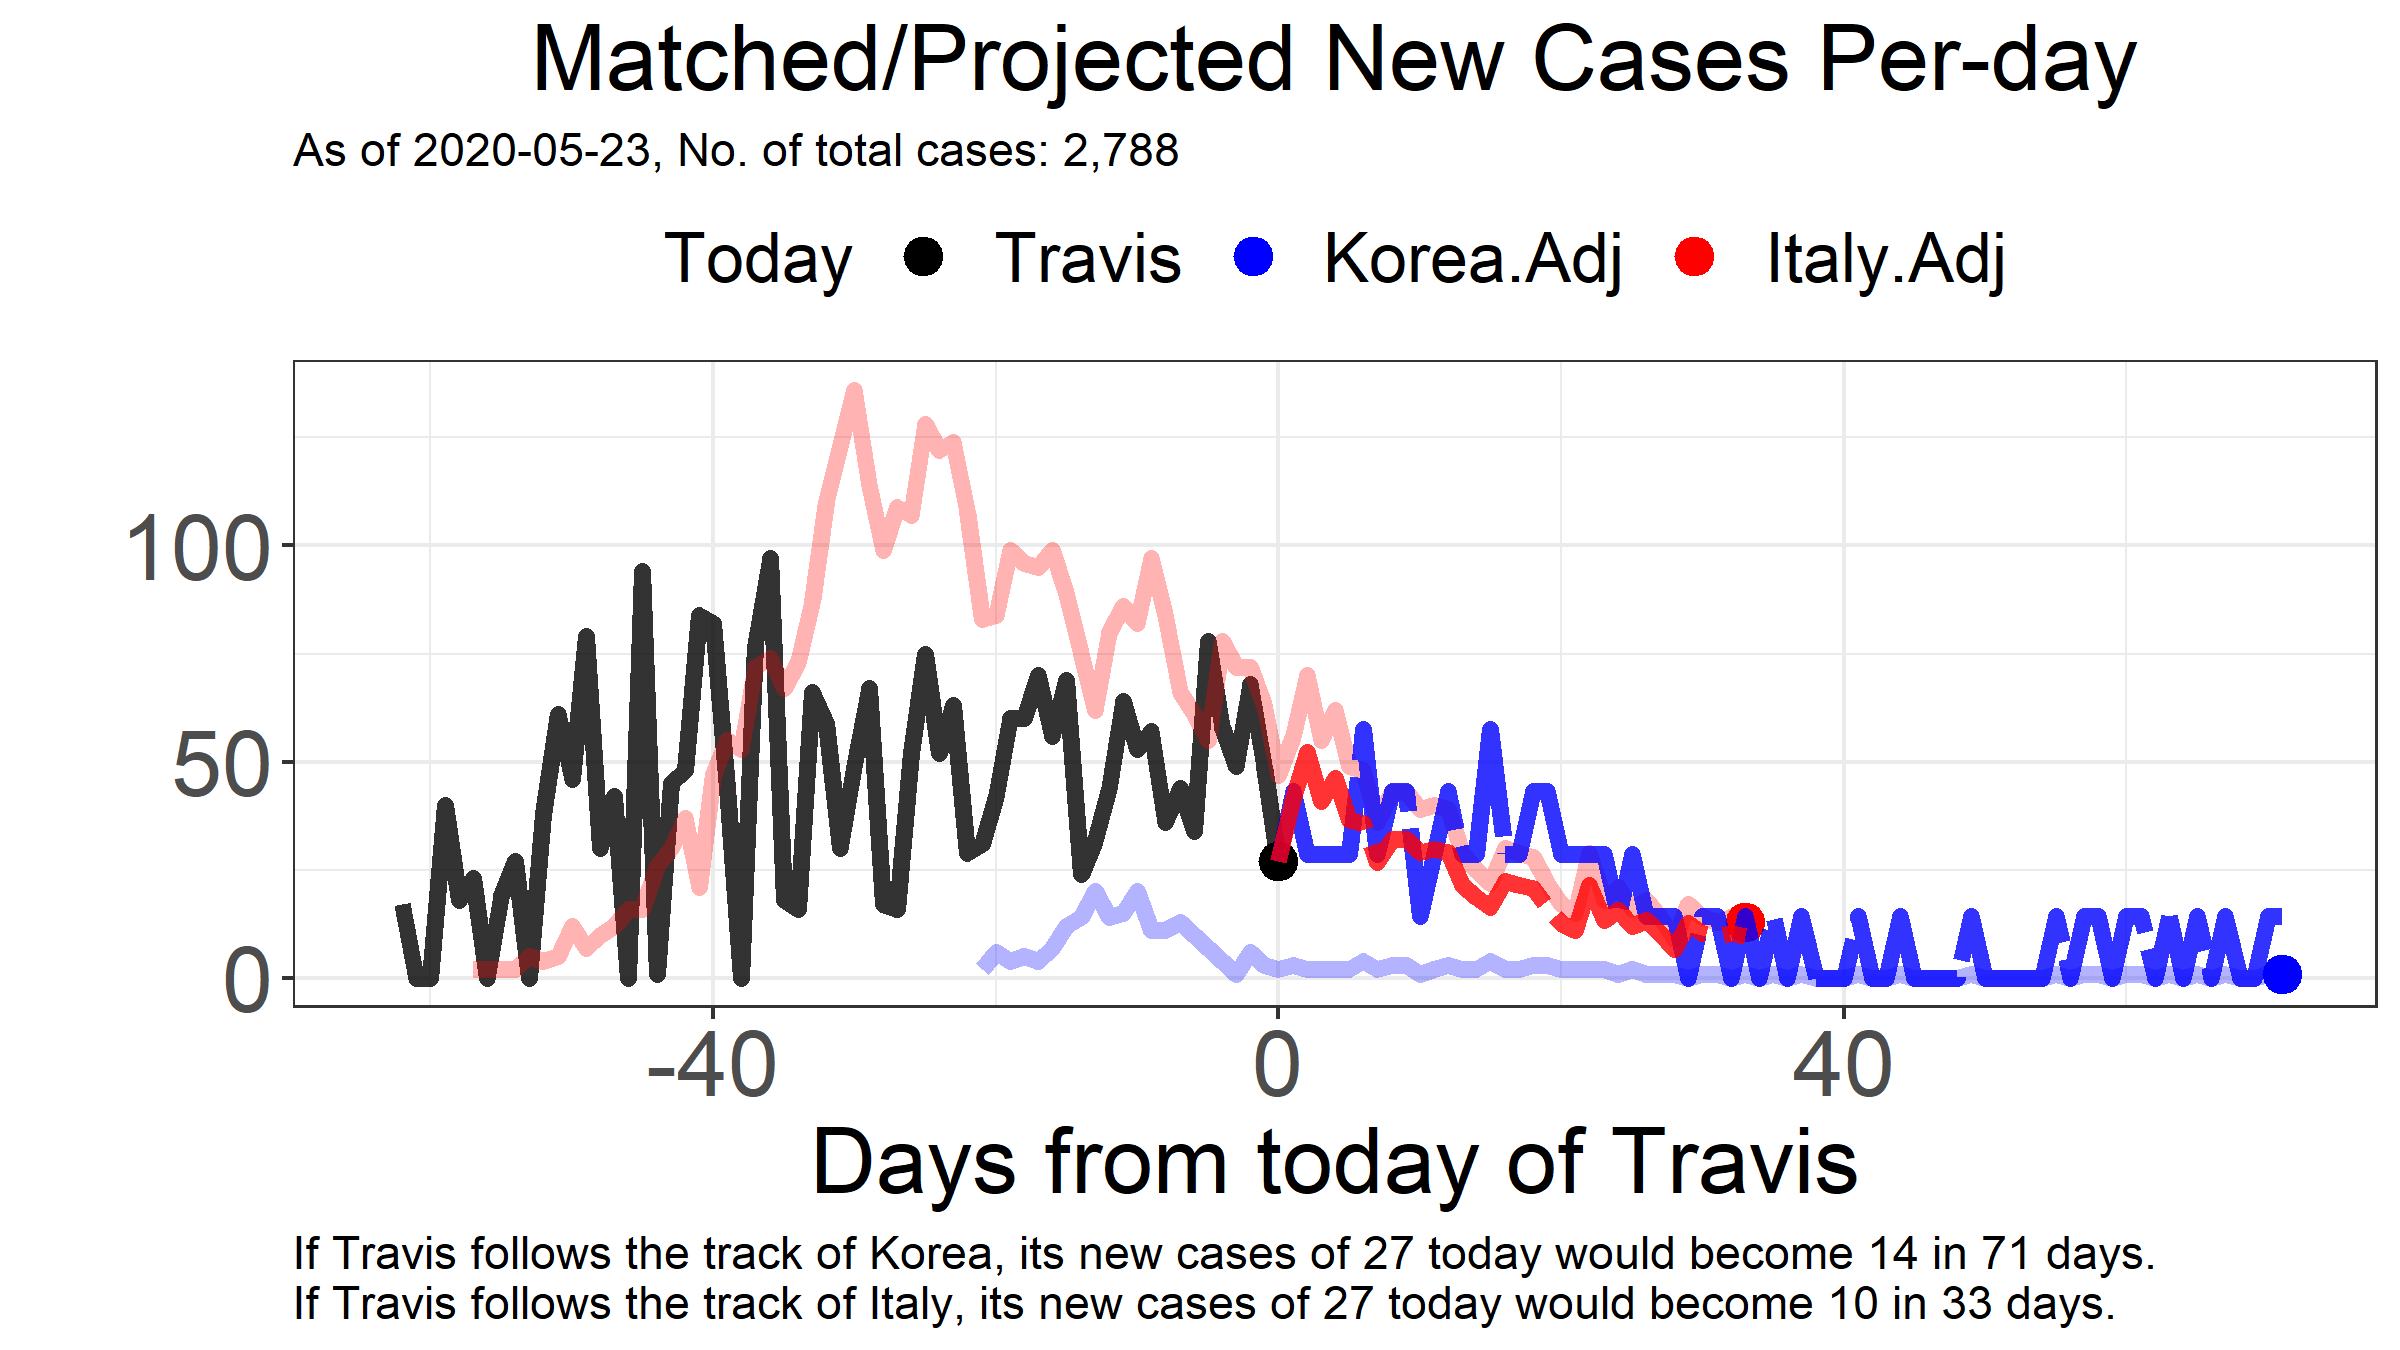 Matched/Projected New Cases Per-day
As of 2020-05-23, No. of total cases: 2,788
Today Travis Korea.Adj Italy.Adj
100
50
0
-40 0 40
Days from today of Travis
If Travis follows the track of Korea, its new cases of 27 today would become 14 in 71 days.
If Travis follows the track of Italy, its new cases of 27 today would become 10 in 33 days.